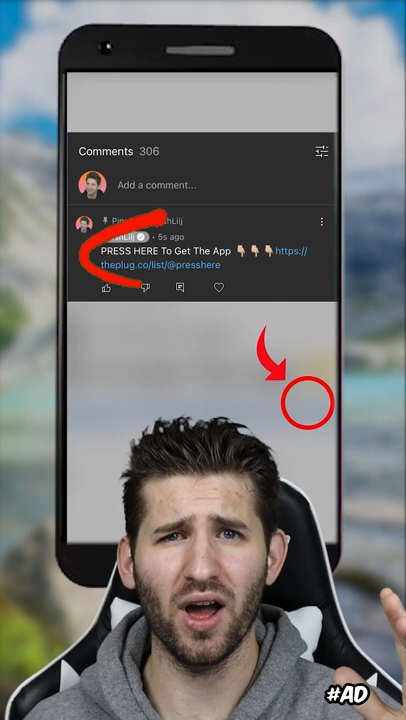 Comments 306
Add a comment...
PRESS HERE To Get The App 👇🏼👇🏼👇🏼https://
theplug.co/list/@presshere
5s ago
#AD